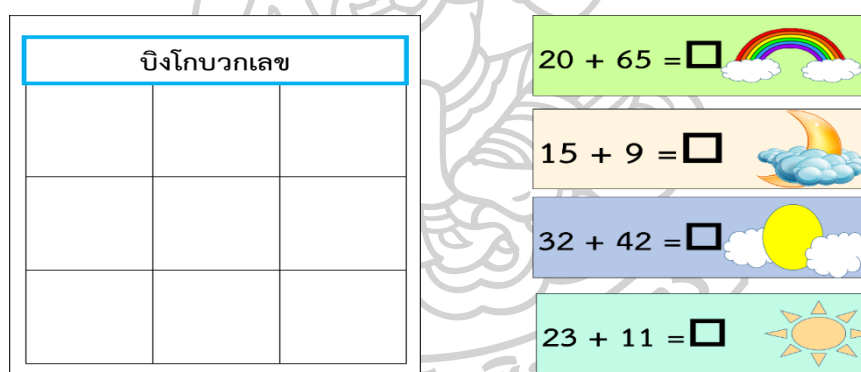 บิงโกบวกเลข
20 + 65 = □
15 + 9 = □
32 + 42 = □
23 + 11 = □